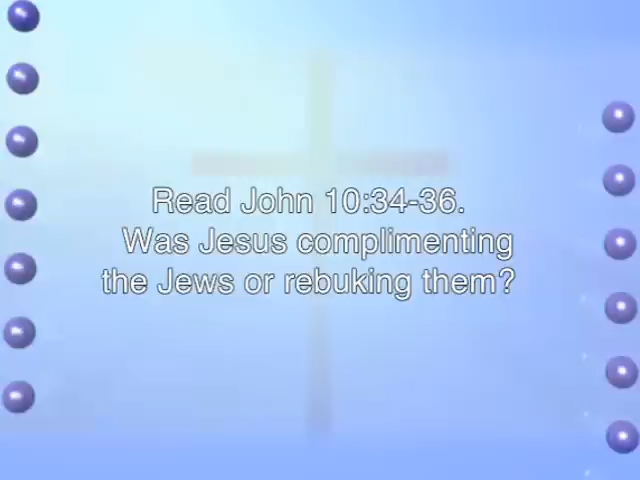 Read John 10:34-36.
Was Jesus complimenting
the Jews or rebuking them?